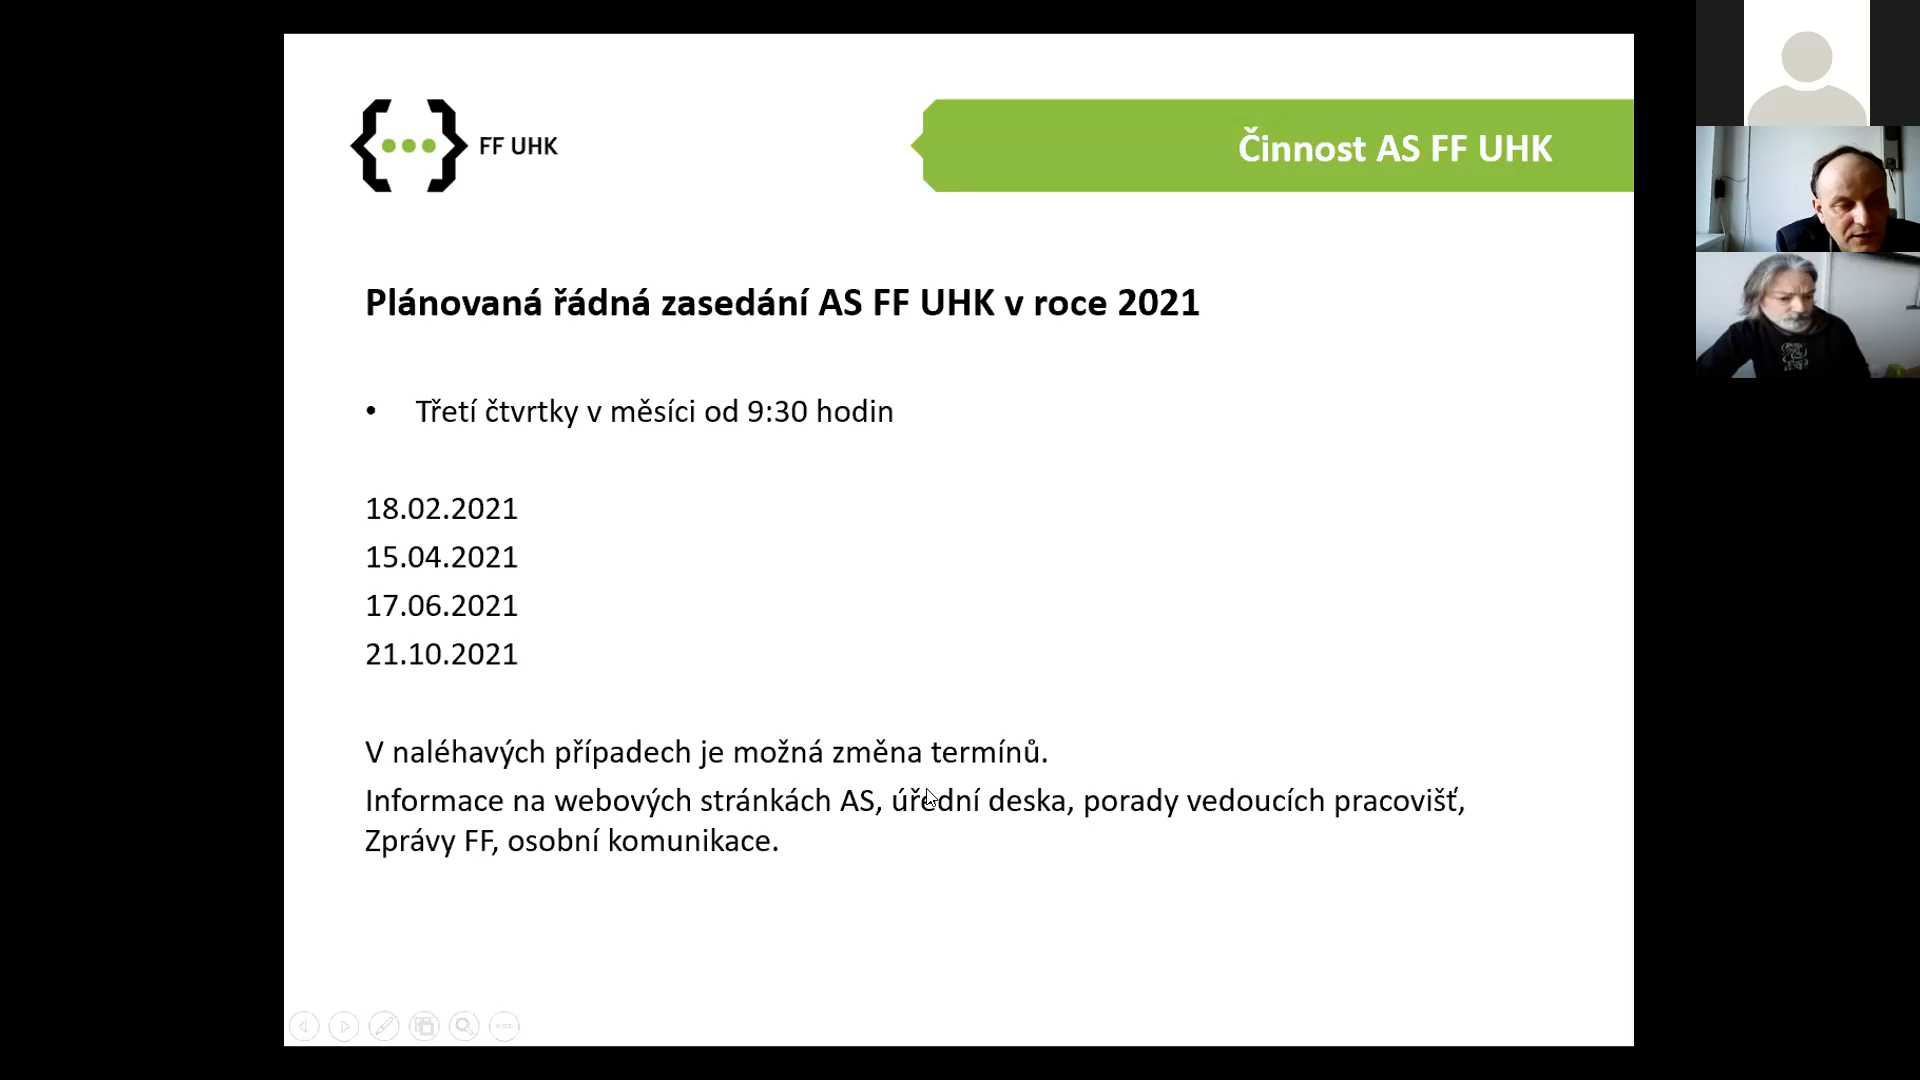 FF UHK
Činnost AS FF UHK
Plánovaná řádná zasedání AS FF UHK v roce 2021
• Třetí čtvrtky v měsíci od 9:30 hodin
18.02.2021
15.04.2021
17.06.2021
21.10.2021
V naléhavých případech je možná změna termínů.
Informace na webových stránkách AS, úřední deska, porady vedoucích pracovišť,
Zprávy FF, osobní komunikace.